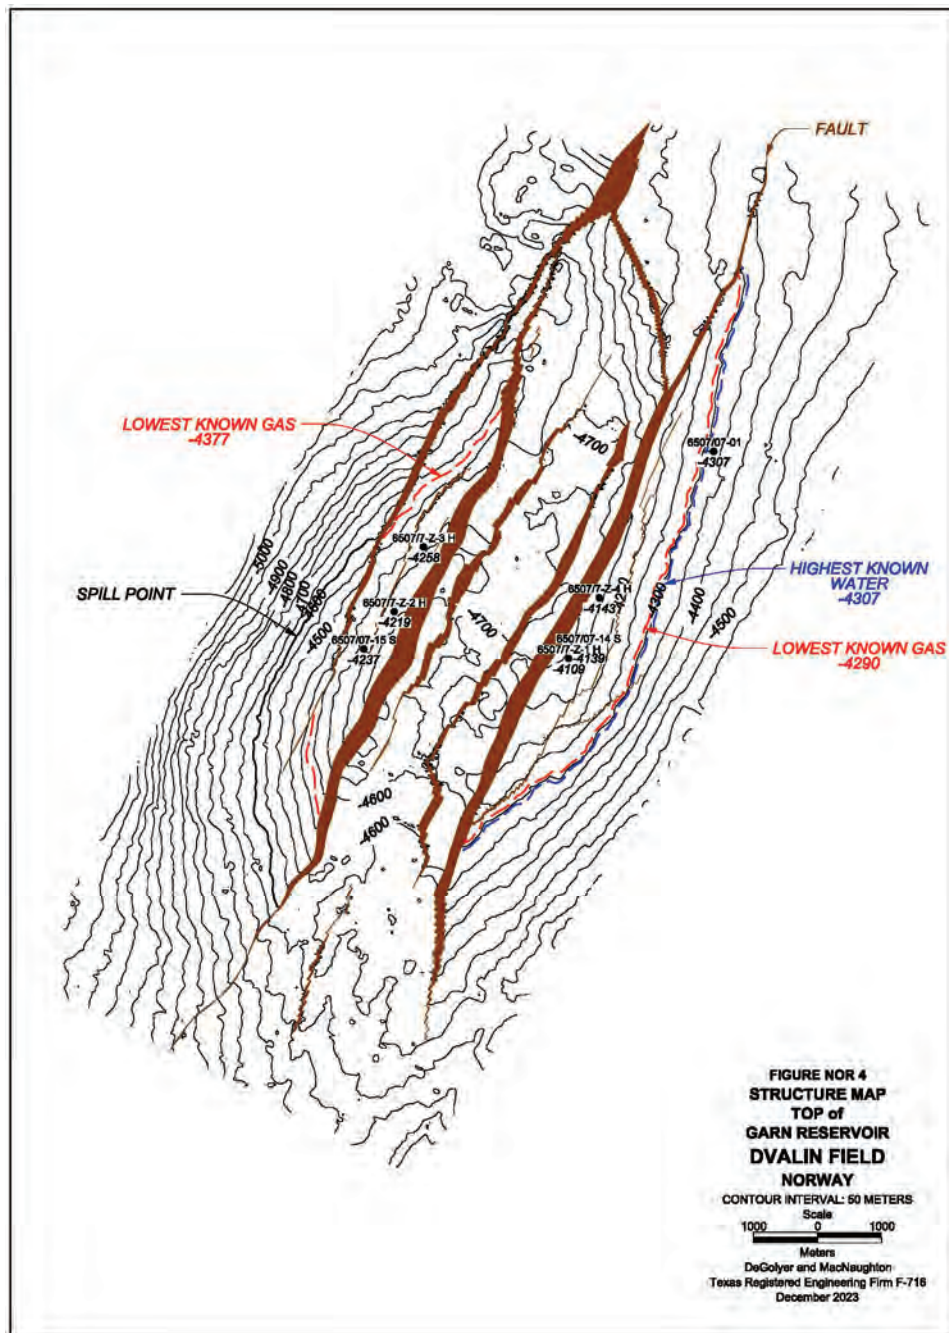 FAULT
LOWEST KNOWN GAS
-4377
-4700
6507/07-01
-4307
-5000
-4900
-4800
-4700
SPILL POINT
-4500
6507/7-Z-3 H
-4258
6507/7-Z-2 H
-4219
6507/07-15 S
-4237
6507/7-Z-4 H
-4143
-4700
6507/07-14 S
-4139
6507/7-Z-1 H
-4109
-4300
-4400
-4500
HIGHEST KNOWN
WATER
-4307
LOWEST KNOWN GAS
-4290
-4600
-4600
FIGURE NOR 4
STRUCTURE MAP
TOP of
GARN RESERVOIR
DVALIN FIELD
NORWAY
CONTOUR INTERVAL: 50 METERS
Scale
1000 0 1000
Meters
DeGolyer and MacNaughton
Texas Registered Engineering Firm F-716
December 2023